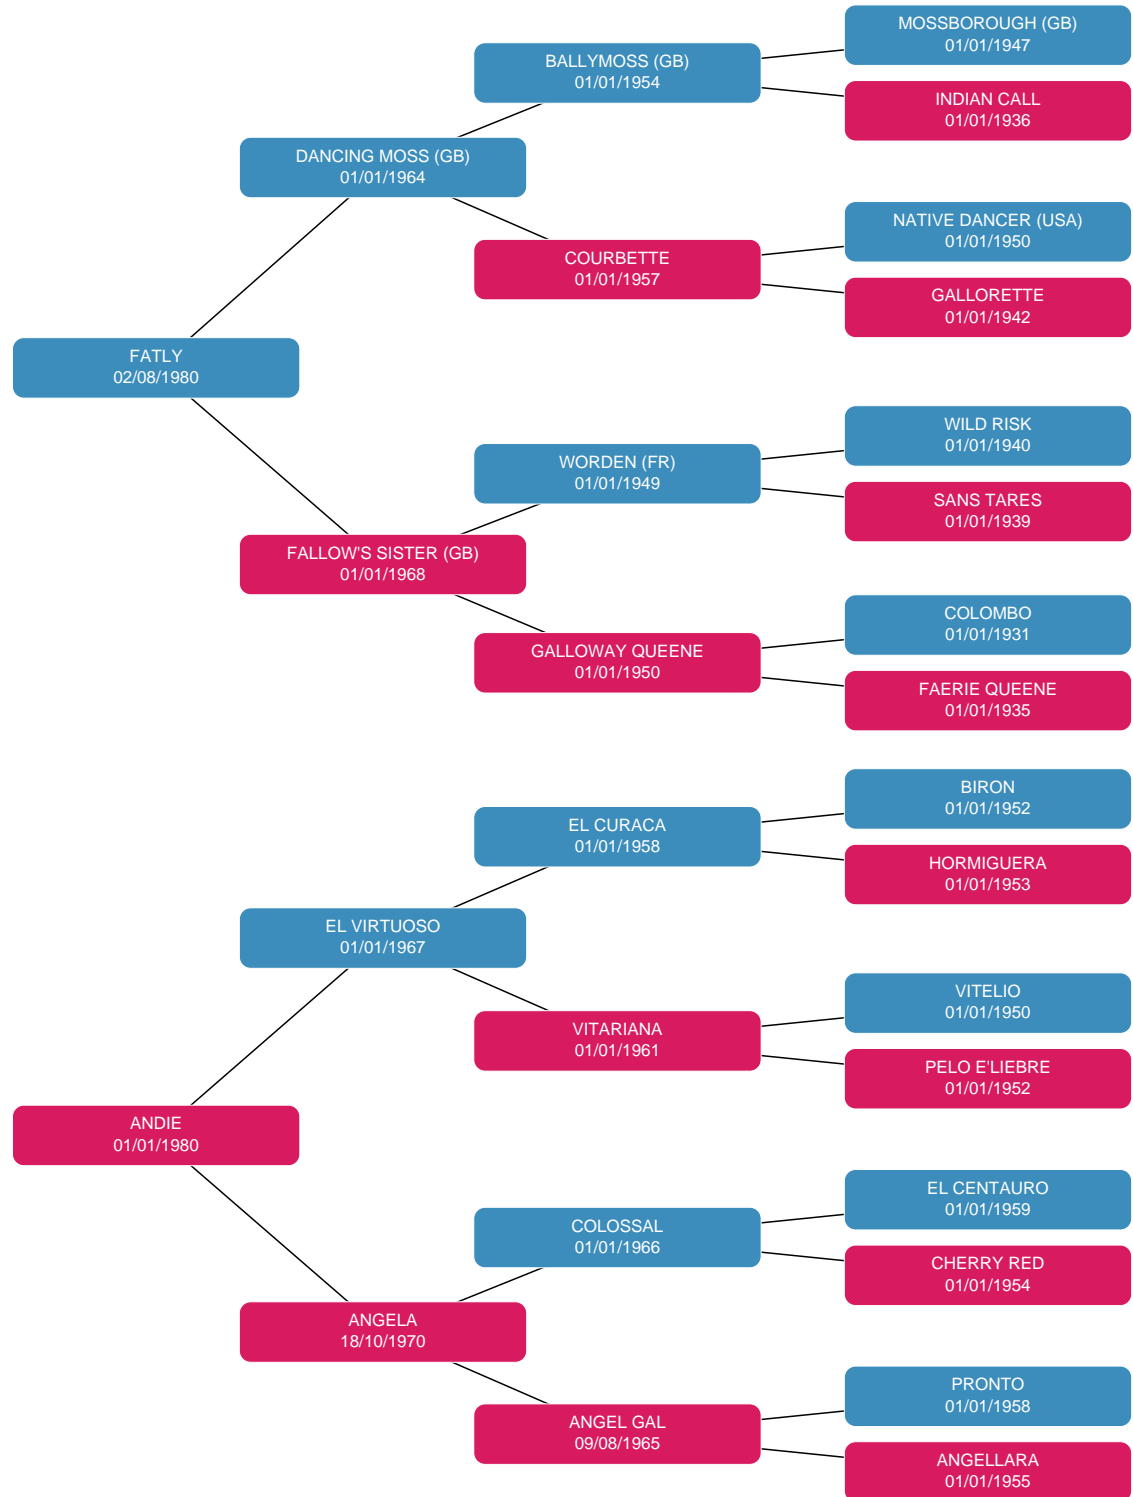 MOSSBOROUGH (GB)
01/01/1947
BALLYMOSS (GB)
01/01/1954
INDIAN CALL
01/01/1936
DANCING MOSS (GB)
01/01/1964
NATIVE DANCER (USA)
01/01/1950
COURBETTE
01/01/1957
GALLORETTE
01/01/1942
FATLY
02/08/1980
WILD RISK
01/01/1940
WORDEN (FR)
01/01/1949
SANS TARES
01/01/1939
FALLOW'S SISTER (GB)
01/01/1968
COLOMBO
01/01/1931
GALLOWAY QUEENE
01/01/1950
FAERIE QUEENE
01/01/1935
BIRON
01/01/1952
EL CURACA
01/01/1958
HORMIGUERA
01/01/1953
EL VIRTUOSO
01/01/1967
VITELIO
01/01/1950
VITARIANA
01/01/1961
PELO E'LIEBRE
01/01/1952
ANDIE
01/01/1980
EL CENTAURO
01/01/1959
COLOSSAL
01/01/1966
CHERRY RED
01/01/1954
ANGELA
18/10/1970
PRONTO
01/01/1958
ANGEL GAL
09/08/1965
ANGELLARA
01/01/1955